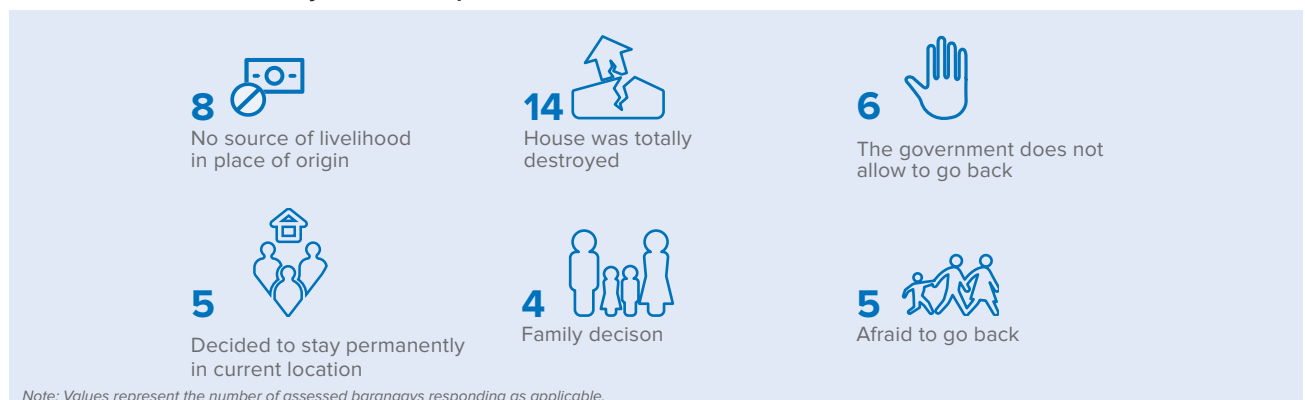 8
No source of livelihood
in place of origin
14
House was totally
destroyed
6
The government does not
allow to go back
5
Decided to stay permanently
in current location
4
Family decison
5
Afraid to go back
Note: Values represent the number of assessed barangays responding as applicable.